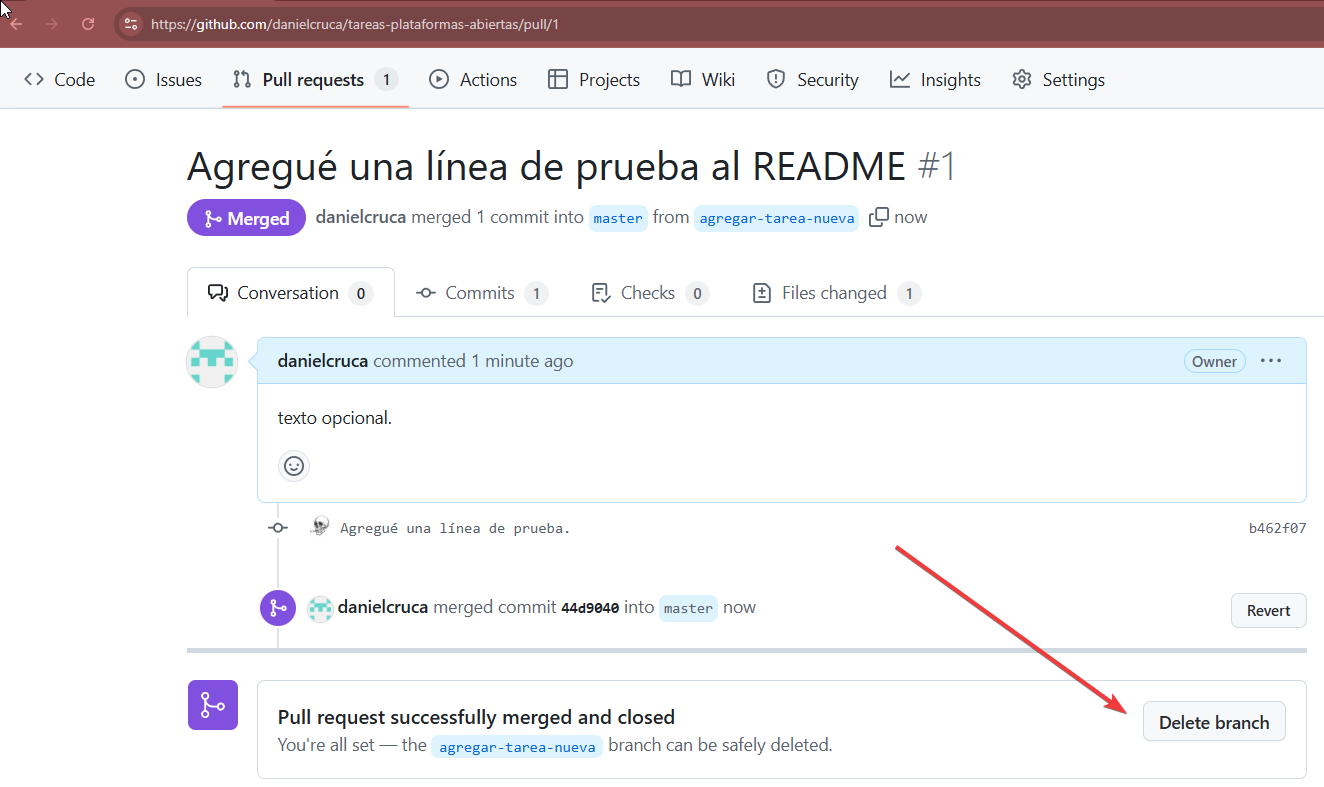 https://github.com/danielcruca/tareas-plataformas-abiertas/pull/1
Code Issues Pull requests 1 Actions Projects Wiki Security Insights Settings
Agregué una línea de prueba al README #1
Merged danielcruca merged 1 commit into master from agregar-tarea-nueva now
Conversation 0 Commits 1 Checks 0 Files changed 1
danielcruca commented 1 minute ago Owner ...
texto opcional.
Agregué una línea de prueba. b462f07
danielcruca merged commit 44d9040 into master now Revert
Pull request successfully merged and closed
You're all set — the agregar-tarea-nueva branch can be safely deleted.
Delete branch